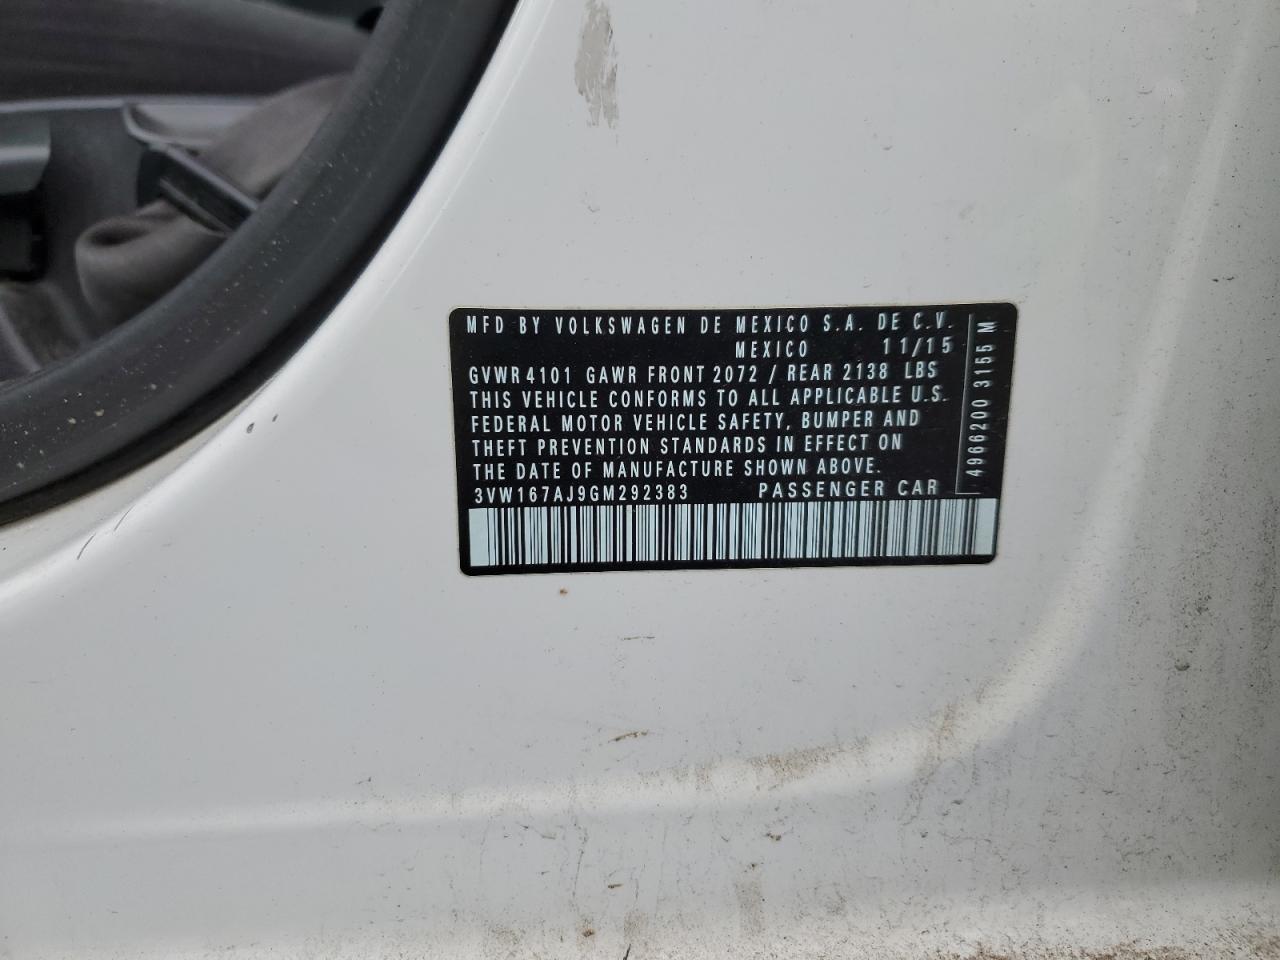 MFD BY VOLKSWAGEN DE MEXICO S.A. DE C.V.
MEXICO 11/15
GVWR 4101 GAWR FRONT 2072 / REAR 2138 LBS
THIS VEHICLE CONFORMS TO ALL APPLICABLE U.S.
FEDERAL MOTOR VEHICLE SAFETY, BUMPER AND
THEFT PREVENTION STANDARDS IN EFFECT ON
THE DATE OF MANUFACTURE SHOWN ABOVE.
3VW167AJ9GM292383 PASSENGER CAR
4966200 3155 M